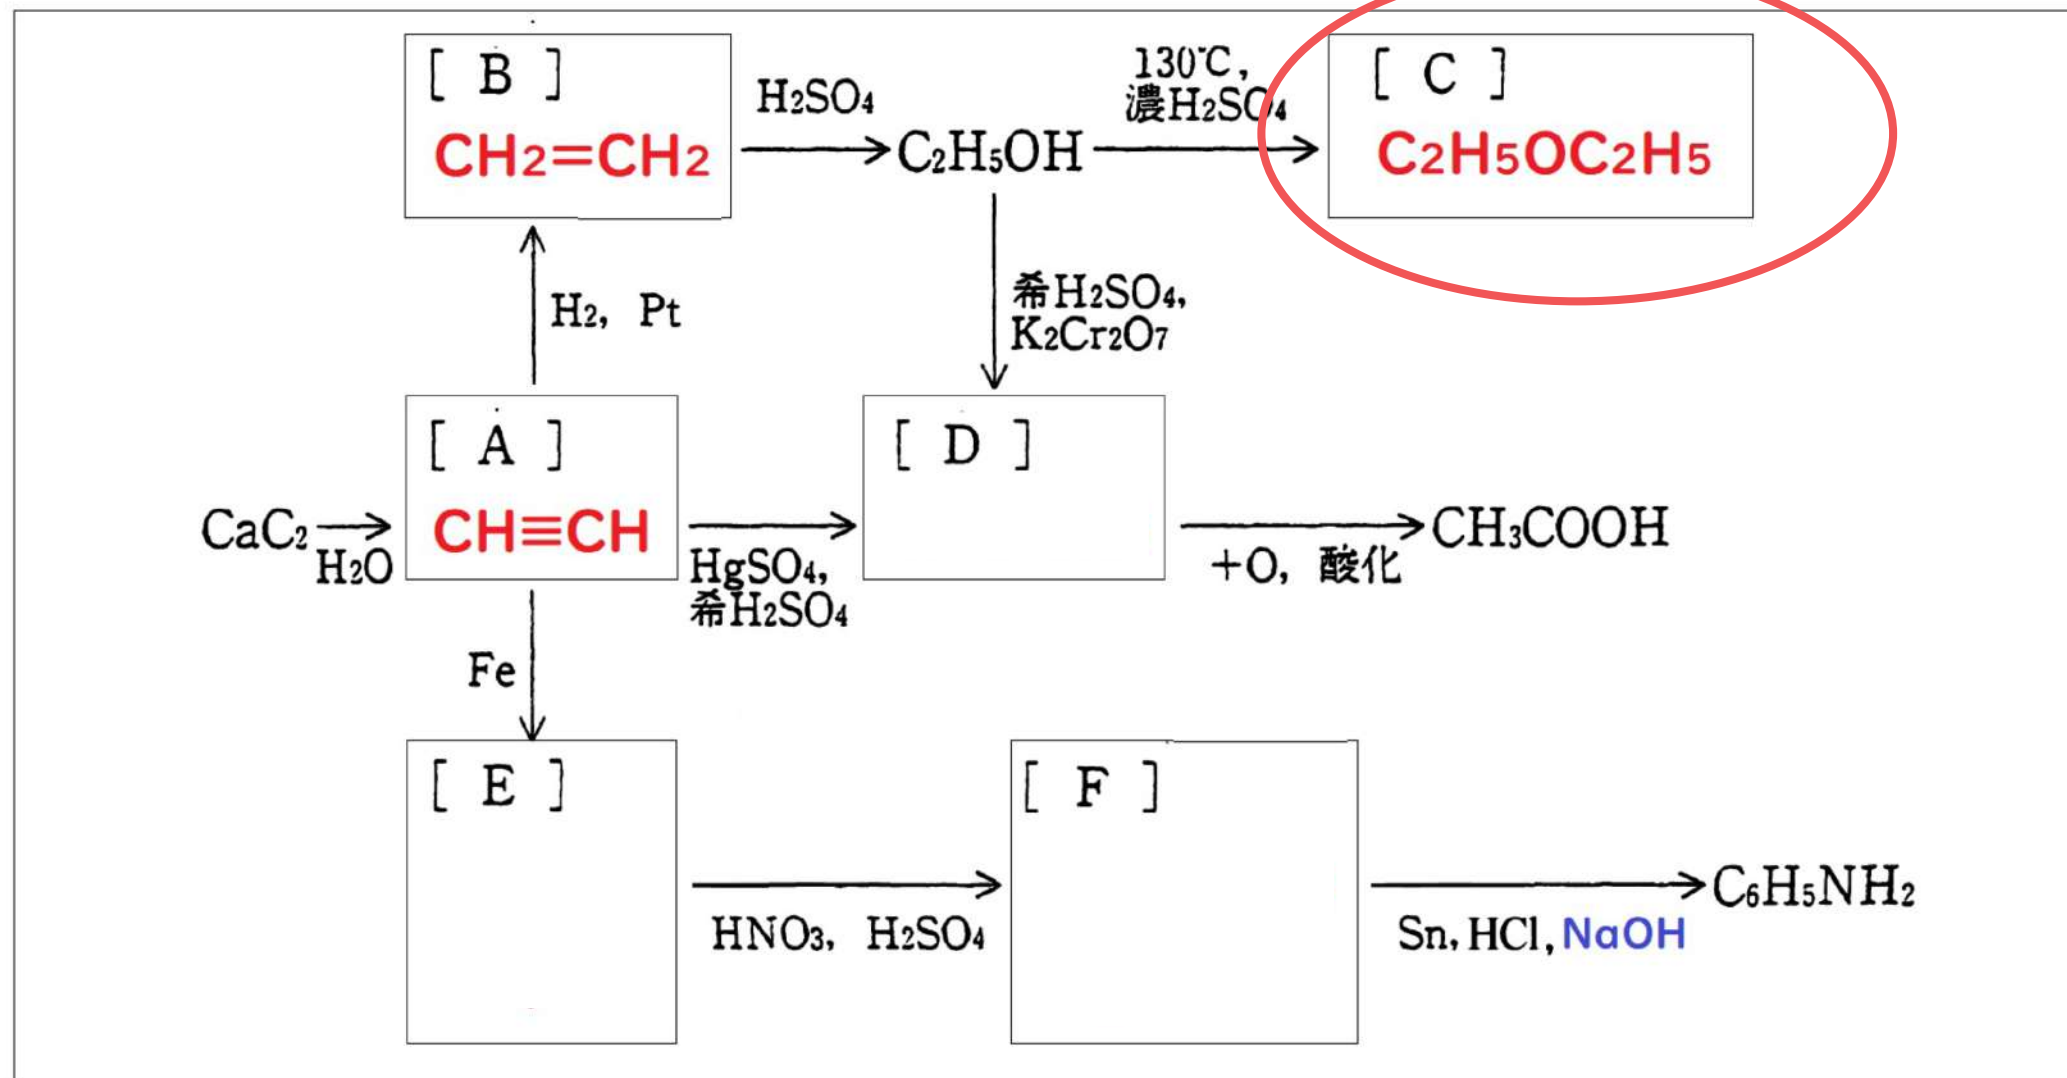 [ B ]
CH2=CH2
H2SO4
C2H5OH
130℃,
濃H2SO4
[ C ]
C2H5OC2H5
H2, Pt
希H2SO4,
K2Cr2O7
CaC2
H2O
[ A ]
CH≡CH
HgSO4,
希H2SO4
[ D ]
+O, 酸化
CH3COOH
Fe
[ E ]
HNO3, H2SO4
[ F ]
Sn, HCl, NaOH
C6H5NH2